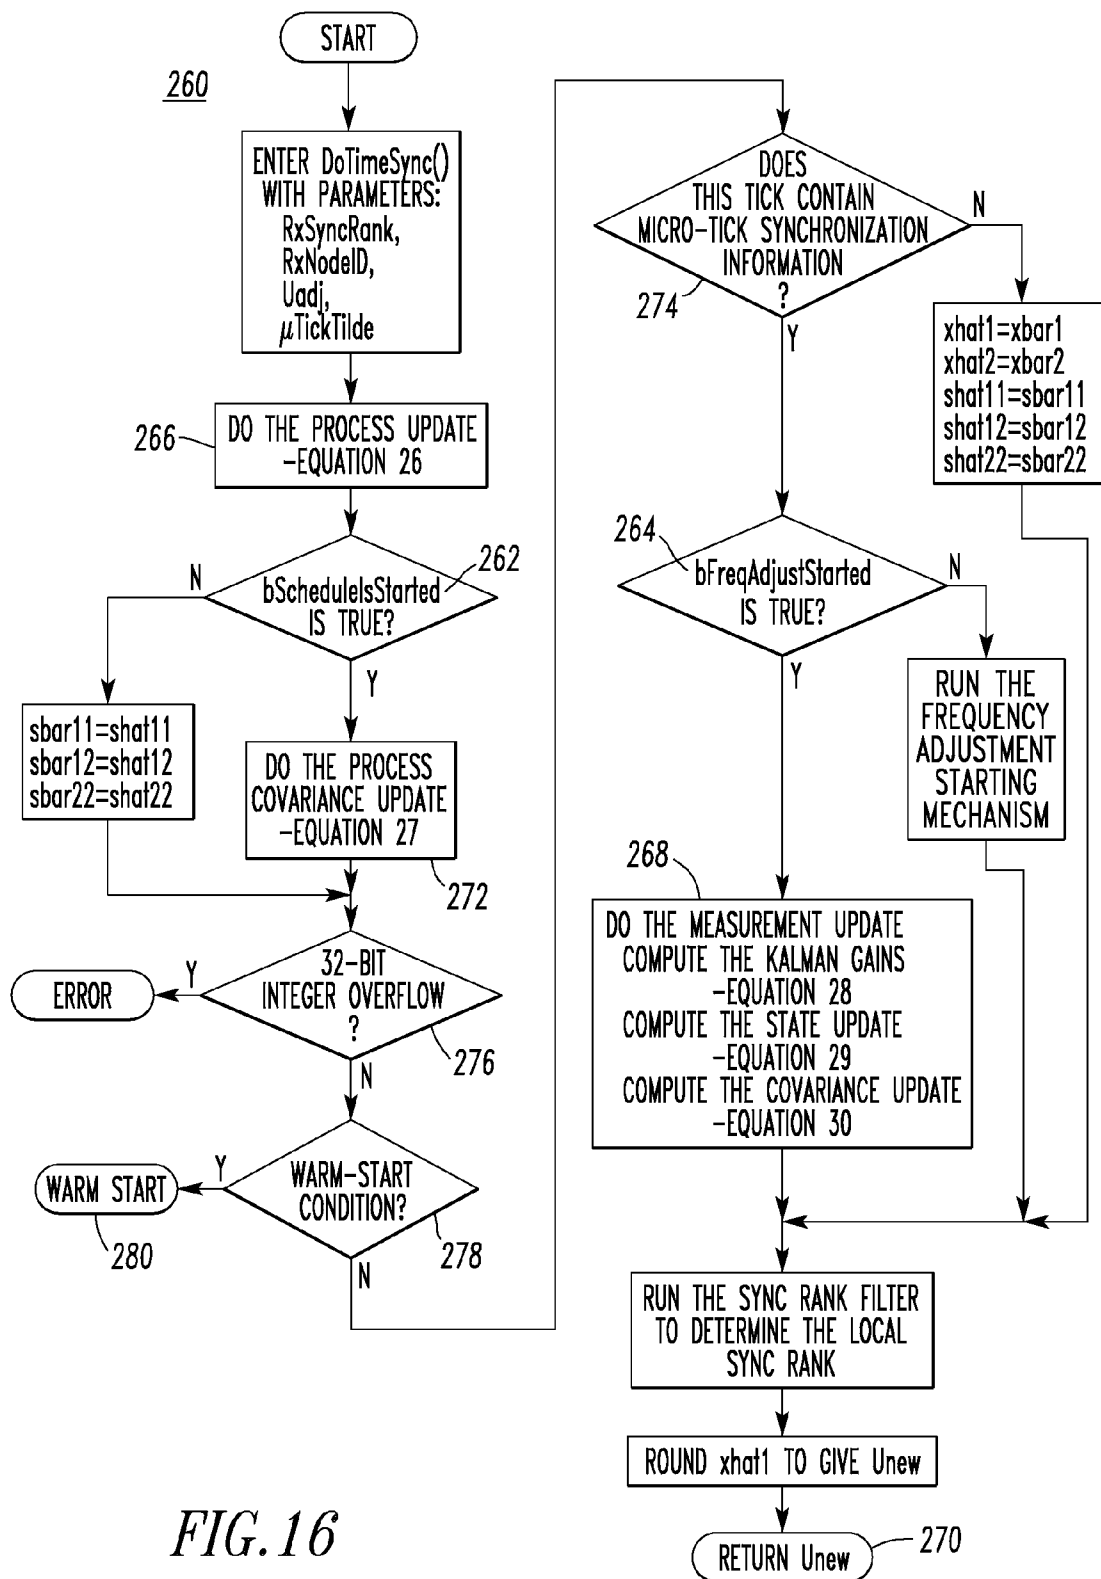 START
260
ENTER DoTimeSync()
WITH PARAMETERS:
RxSyncRank,
RxNodeID,
Uadj,
μTickTilde
266
DO THE PROCESS UPDATE
-EQUATION 26
262
N
bScheduleIsStarted
IS TRUE?
Y
sbar11=shat11
sbar12=shat12
sbar22=shat22
DO THE PROCESS
COVARIANCE UPDATE
-EQUATION 27
272
32-BIT
INTEGER OVERFLOW
?
Y
ERROR
276
N
WARM-START
CONDITION?
Y
WARM START
280
278
N
DOES
THIS TICK CONTAIN
MICRO-TICK SYNCHRONIZATION
INFORMATION
?
N
274
Y
xhat1=xbar1
xhat2=xbar2
shat11=sbar11
shat12=sbar12
shat22=sbar22
264
bFreqAdjustStarted
IS TRUE?
N
Y
RUN THE
FREQUENCY
ADJUSTMENT
STARTING
MECHANISM
268
DO THE MEASUREMENT UPDATE
COMPUTE THE KALMAN GAINS
-EQUATION 28
COMPUTE THE STATE UPDATE
-EQUATION 29
COMPUTE THE COVARIANCE UPDATE
-EQUATION 30
RUN THE SYNC RANK FILTER
TO DETERMINE THE LOCAL
SYNC RANK
ROUND xhat1 TO GIVE Unew
RETURN Unew
270
FIG.16